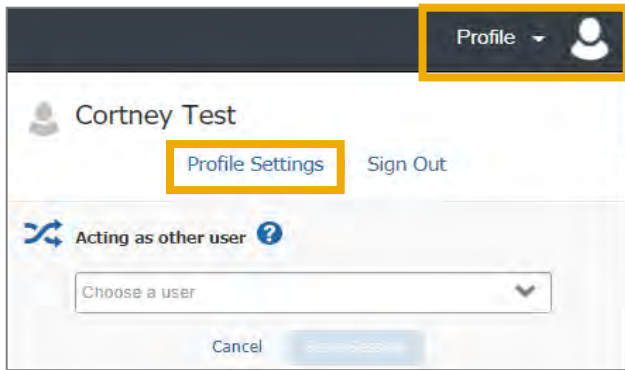 Profile
Cortney Test
Profile Settings Sign Out
Acting as other user ?
Choose a user
Cancel